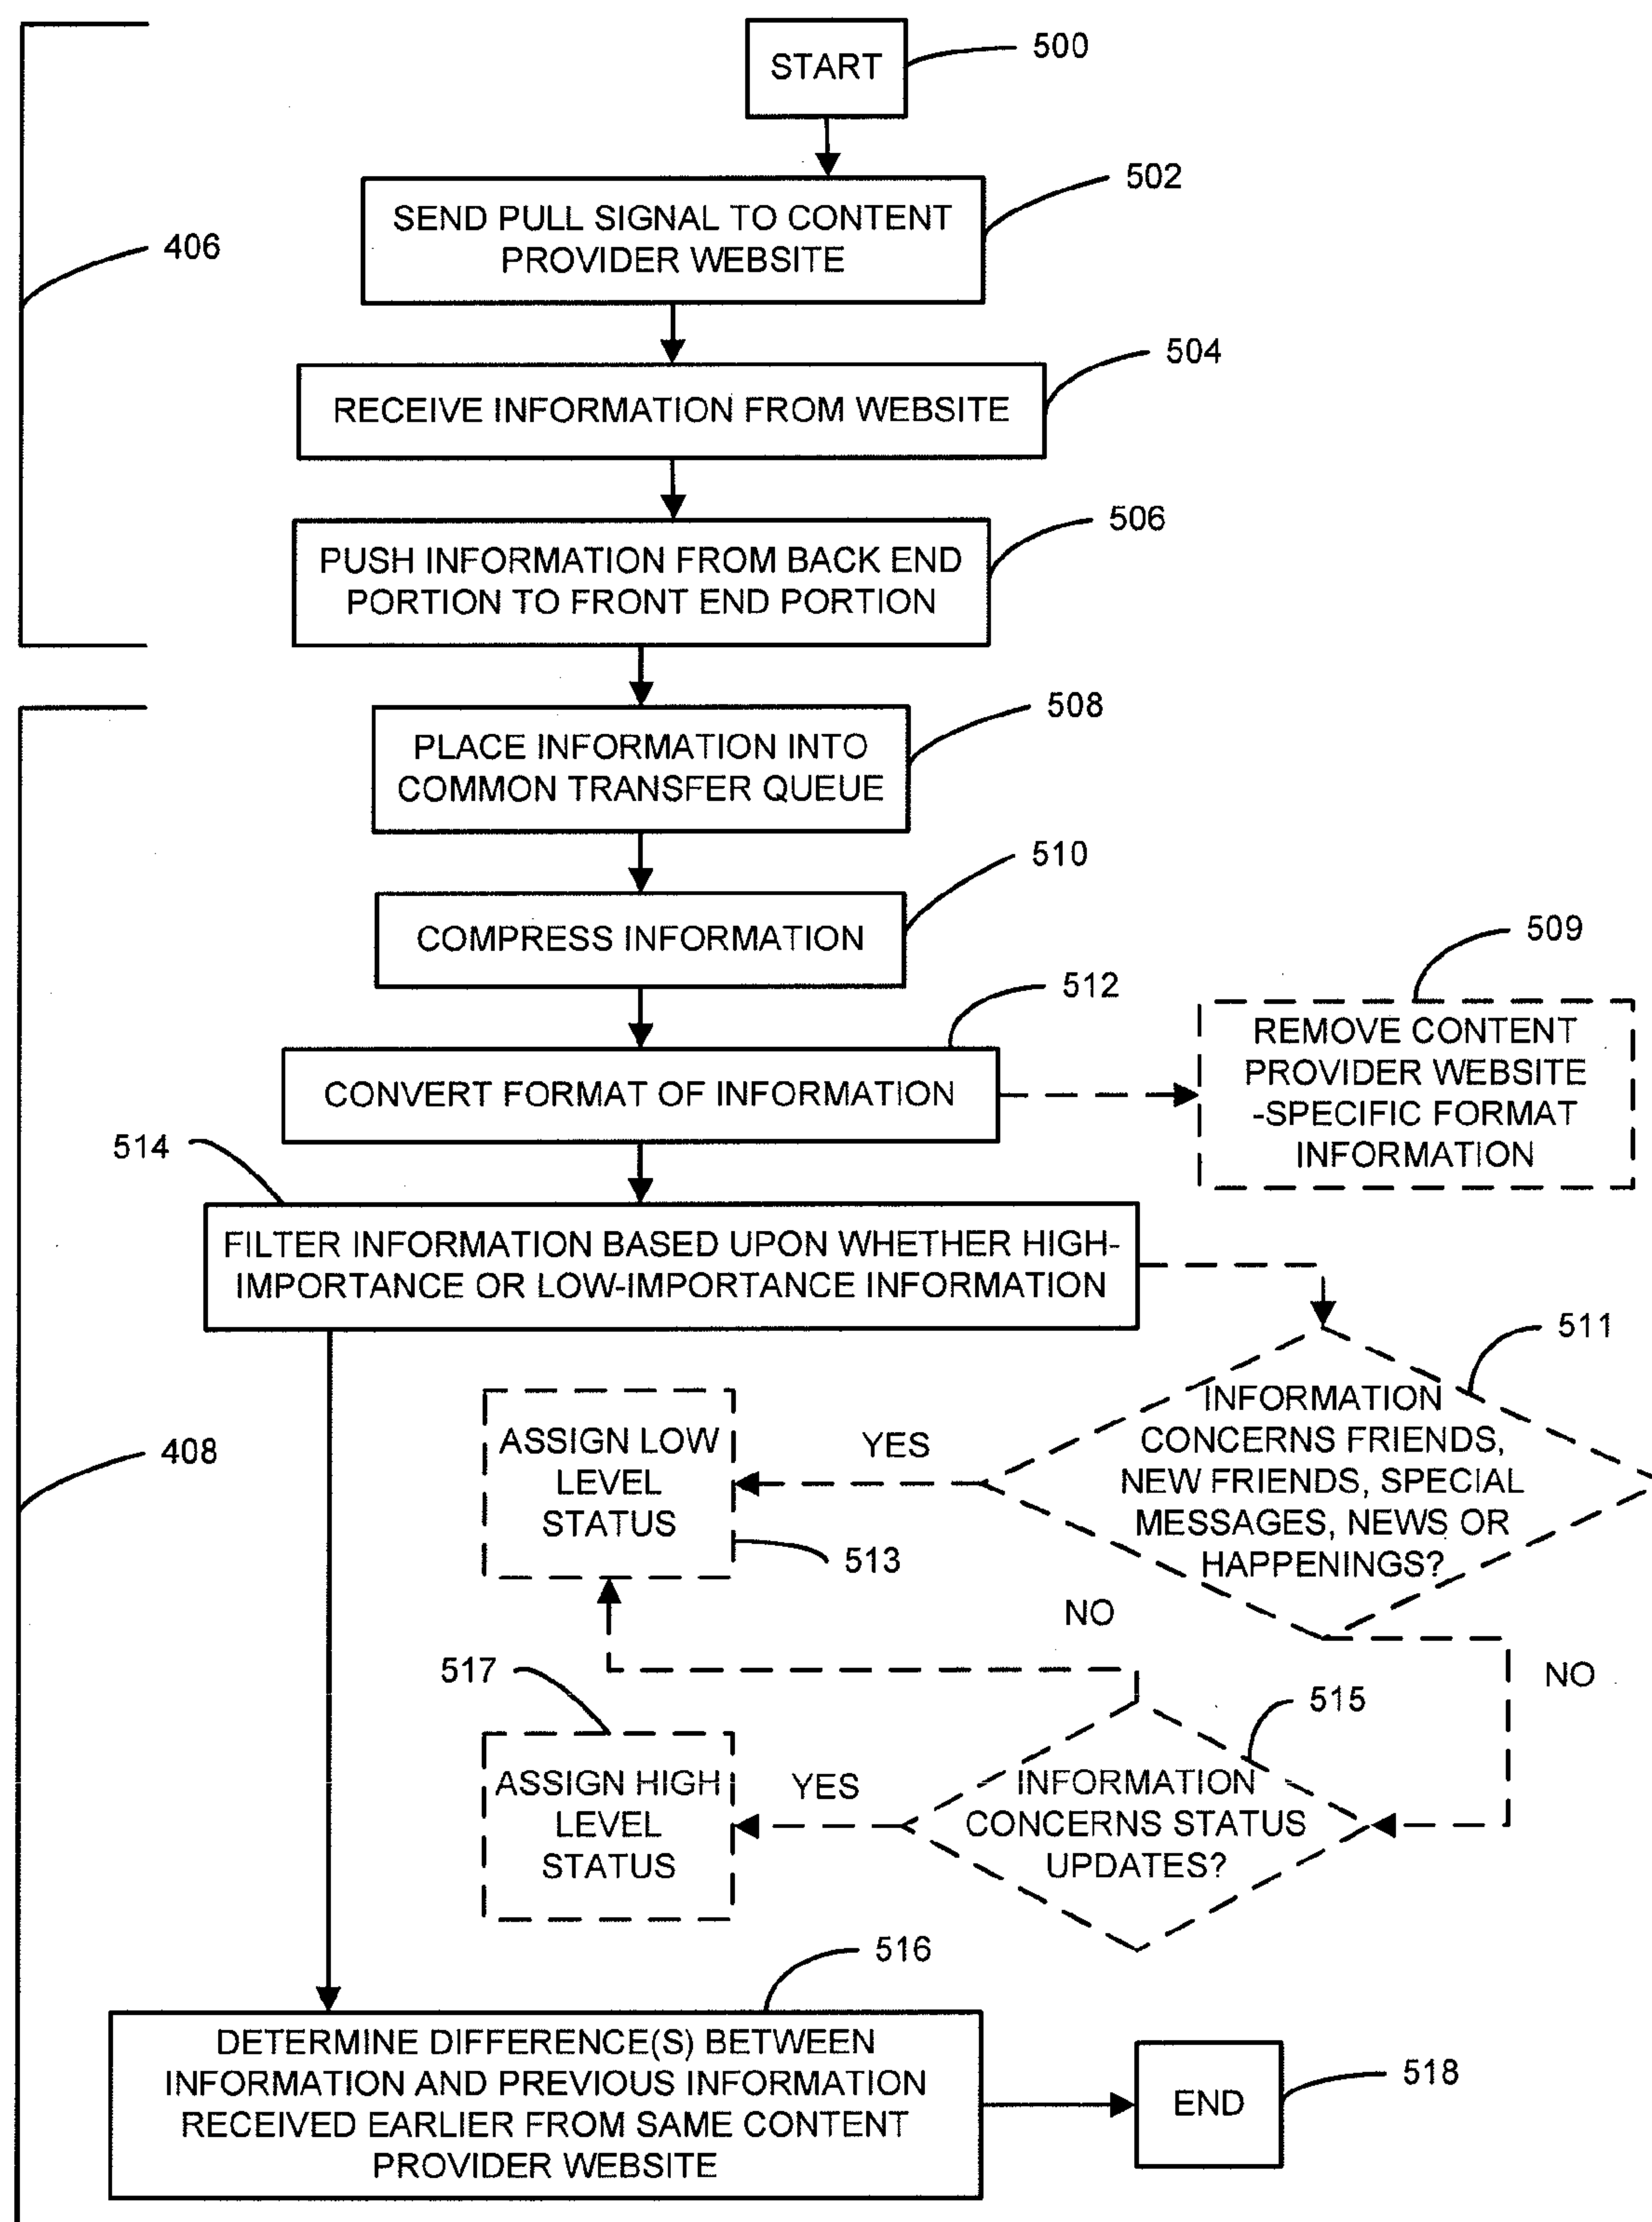 START
500
SEND PULL SIGNAL TO CONTENT
PROVIDER WEBSITE
502
406
RECEIVE INFORMATION FROM WEBSITE
504
PUSH INFORMATION FROM BACK END
PORTION TO FRONT END PORTION
506
PLACE INFORMATION INTO
COMMON TRANSFER QUEUE
508
COMPRESS INFORMATION
510
CONVERT FORMAT OF INFORMATION
512
REMOVE CONTENT
PROVIDER WEBSITE
-SPECIFIC FORMAT
INFORMATION
509
514
FILTER INFORMATION BASED UPON WHETHER HIGH-
IMPORTANCE OR LOW-IMPORTANCE INFORMATION
511
INFORMATION
CONCERNS FRIENDS,
NEW FRIENDS, SPECIAL
MESSAGES, NEWS OR
HAPPENINGS?
YES
ASSIGN LOW
LEVEL
STATUS
513
408
NO
NO
517
515
INFORMATION
CONCERNS STATUS
UPDATES?
YES
ASSIGN HIGH
LEVEL
STATUS
516
DETERMINE DIFFERENCE(S) BETWEEN
INFORMATION AND PREVIOUS INFORMATION
RECEIVED EARLIER FROM SAME CONTENT
PROVIDER WEBSITE
END
518